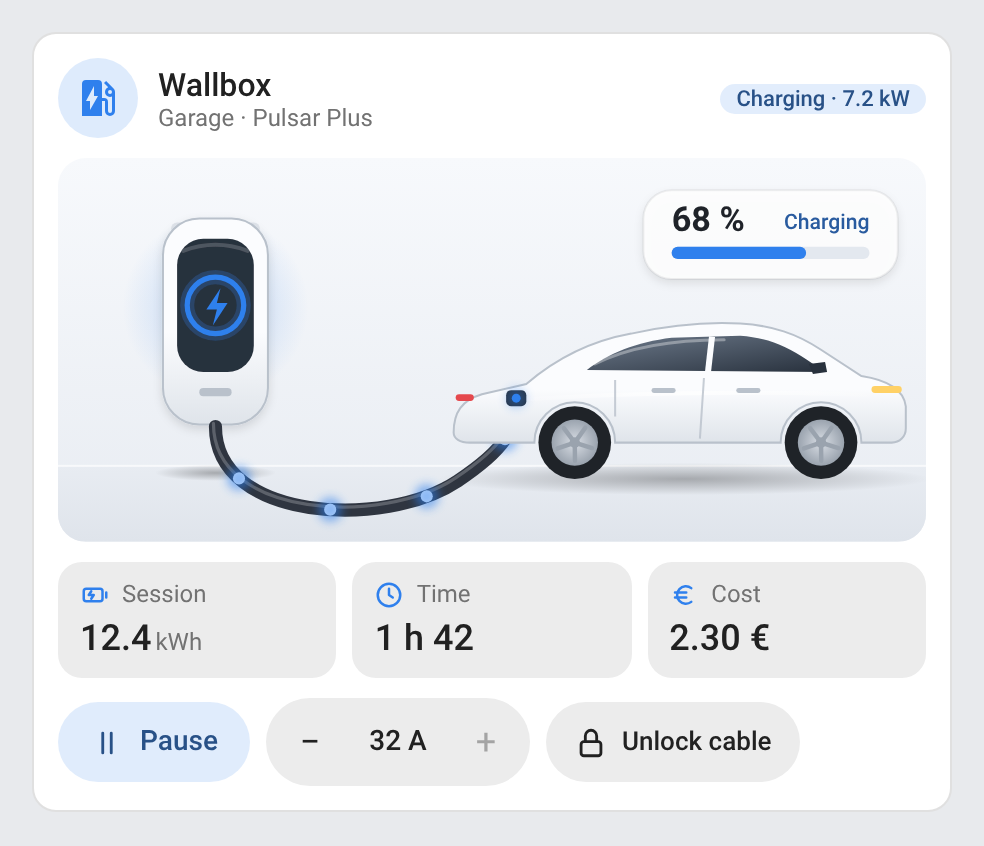 Wallbox
Garage · Pulsar Plus
Charging · 7.2 kW
68 % Charging
Session
12.4 kWh
Time
1 h 42
Cost
2.30 €
Pause
− 32 A +
Unlock cable